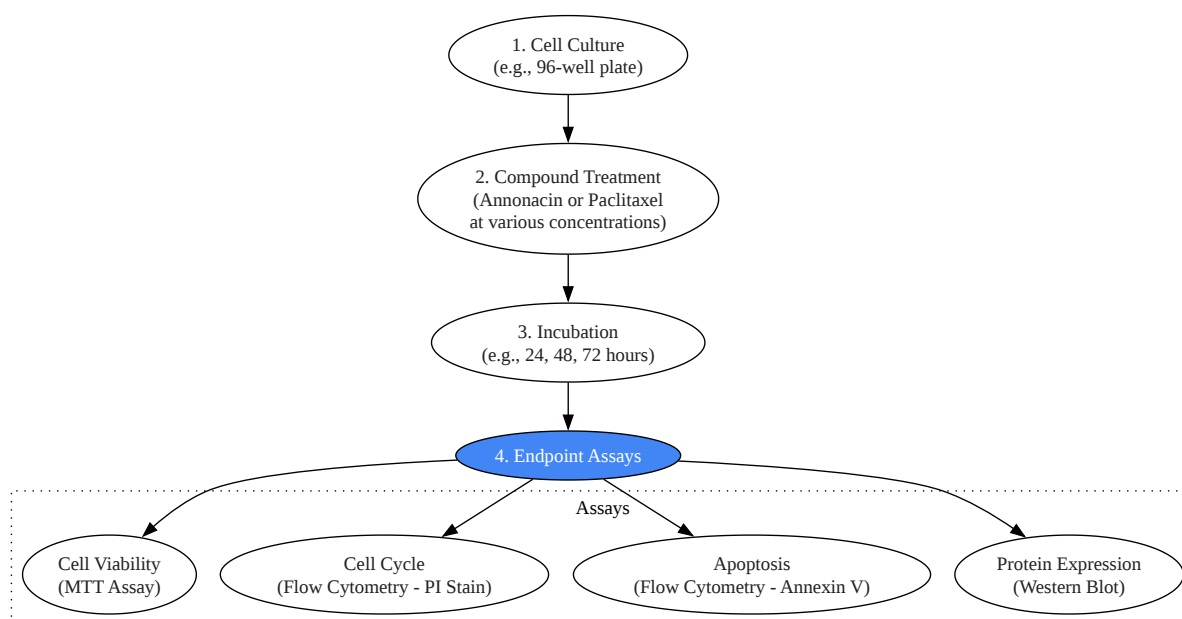 1. Cell Culture
(e.g., 96-well plate)
2. Compound Treatment
(Annonacin or Paclitaxel
at various concentrations)
3. Incubation
(e.g., 24, 48, 72 hours)
4. Endpoint Assays
Assays
Cell Viability
(MTT Assay)
Cell Cycle
(Flow Cytometry - PI Stain)
Apoptosis
(Flow Cytometry - Annexin V)
Protein Expression
(Western Blot)